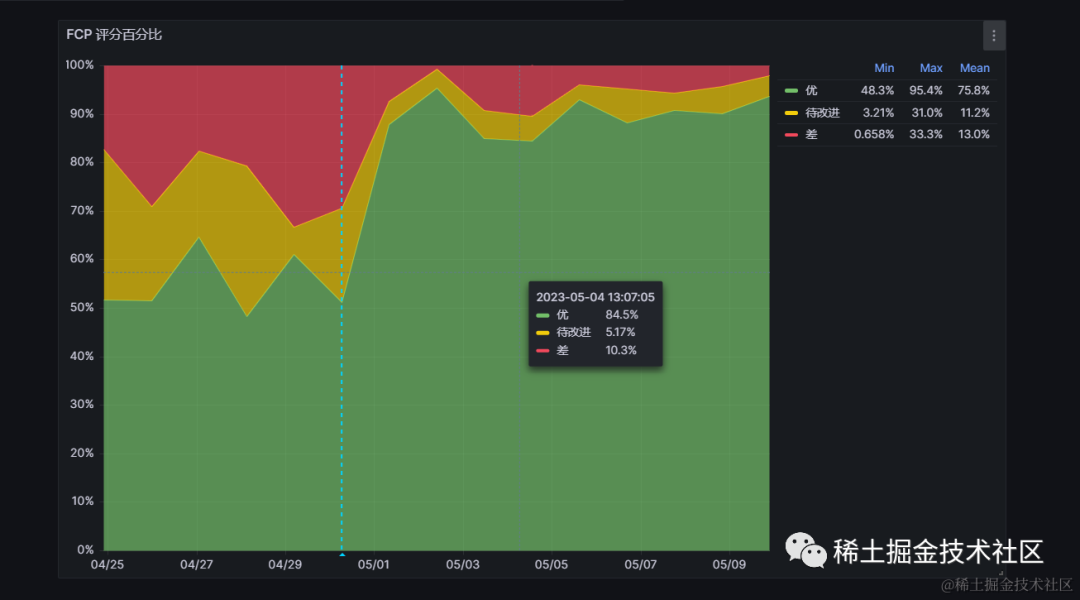 FCP 评分百分比
100%
90%
80%
70%
60%
50%
40%
30%
20%
10%
0%
04/25 04/27 04/29 05/01 05/03 05/05 05/07 05/09
Min Max Mean
优 48.3% 95.4% 75.8%
待改进 3.21% 31.0% 11.2%
差 0.658% 33.3% 13.0%
2023-05-04 13:07:05
优 84.5%
待改进 5.17%
差 10.3%
稀土掘金技术社区
@稀土掘金技术社区